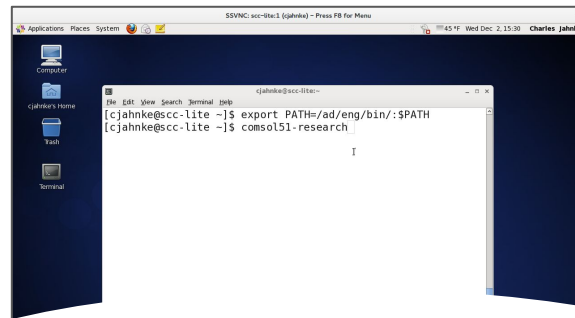 SSVNC: scc-lite:1 (cjahnke) - Press F8 for Menu
Applications Places System 45 °F Wed Dec 2, 15:30 Charles Jahn
Computer
cjahnke's Home
Trash
Terminal
cjahnke@scc-lite:~
File Edit View Search Terminal Help
[cjahnke@scc-lite ~]$ export PATH=/ad/eng/bin/:$PATH
[cjahnke@scc-lite ~]$ comsol51-research